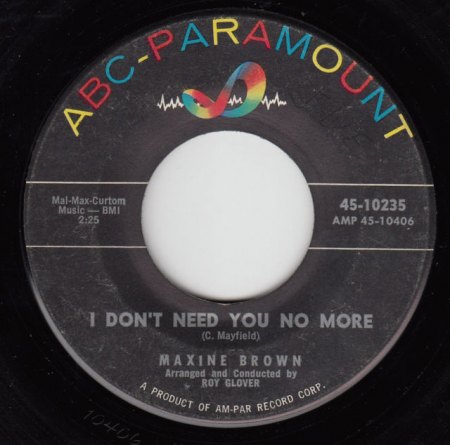 ABC-PARAMOUNT
Mal-Max-Curtom
Music — BMI
2:25
45-10235
AMP 45-10406
I DON'T NEED YOU NO MORE
(C. Mayfield)
MAXINE BROWN
Arranged and Conducted by
ROY GLOVER
A PRODUCT OF AM-PAR RECORD CORP.